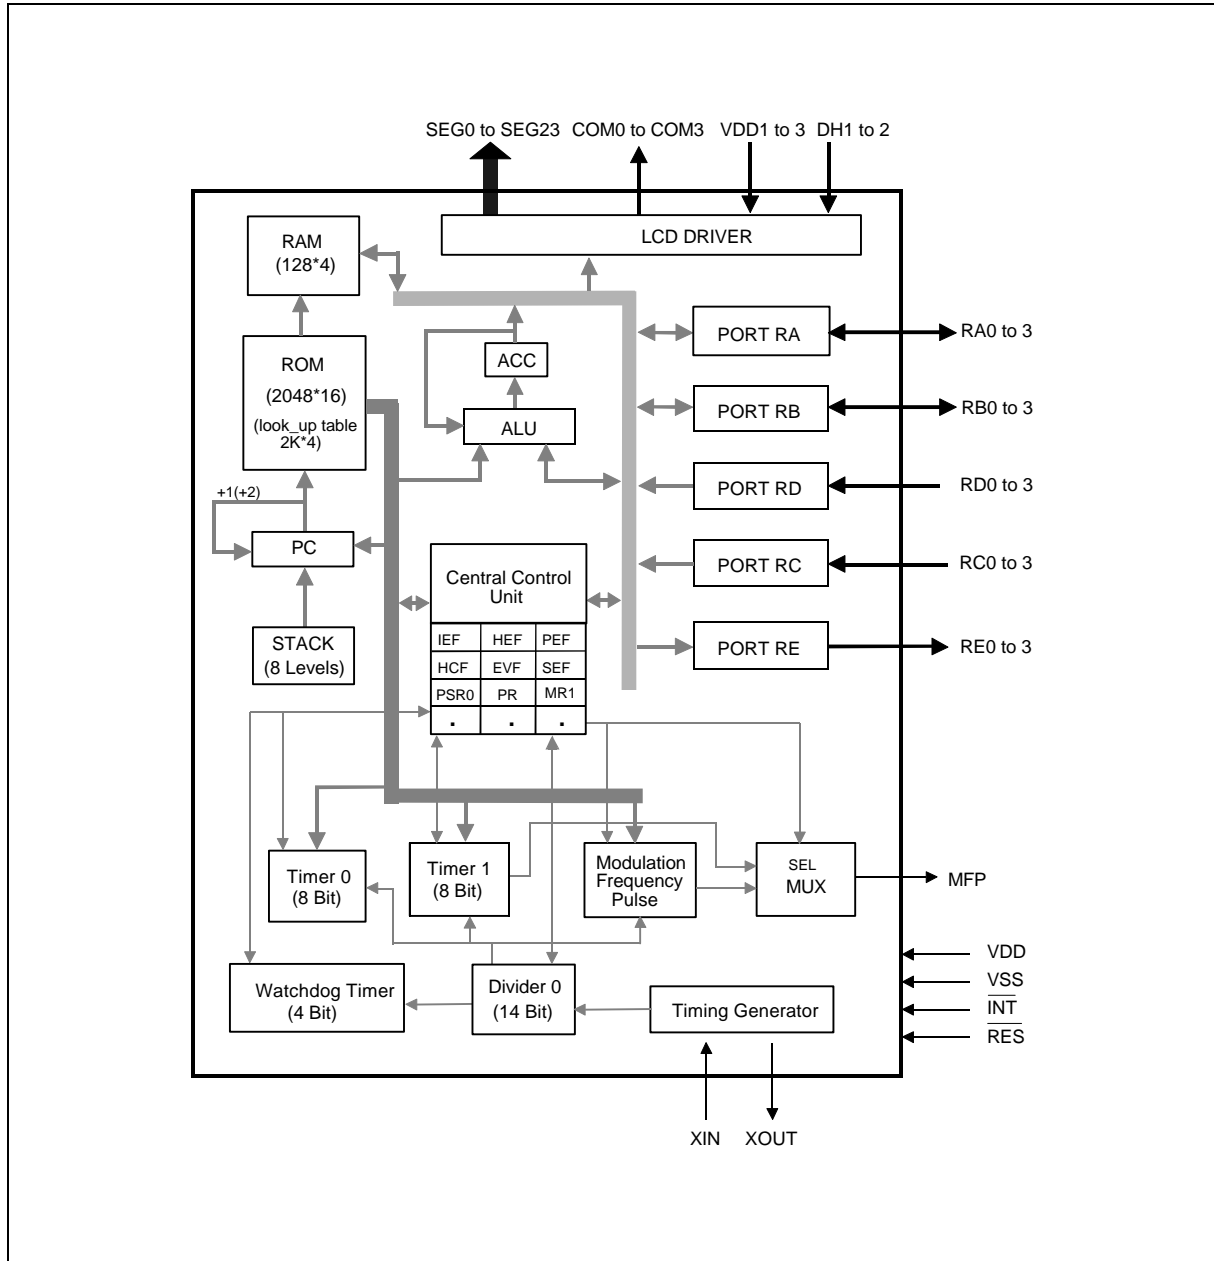 SEG0 to SEG23 COM0 to COM3 VDD1 to 3 DH1 to 2
LCD DRIVER
RAM
(128*4)
ROM
(2048*16)
(look_up table
2K*4)
+1(+2)
PC
STACK
(8 Levels)
ACC
ALU
PORT RA
RA0 to 3
PORT RB
RB0 to 3
PORT RD
RD0 to 3
PORT RC
RC0 to 3
PORT RE
RE0 to 3
Central Control
Unit
IEF HEF PEF
HCF EVF SEF
PSR0 PR MR1
. . .
Timer 0
(8 Bit)
Timer 1
(8 Bit)
Modulation
Frequency
Pulse
SEL
MUX
MFP
VDD
VSS
INT
RES
Watchdog Timer
(4 Bit)
Divider 0
(14 Bit)
Timing Generator
XIN XOUT